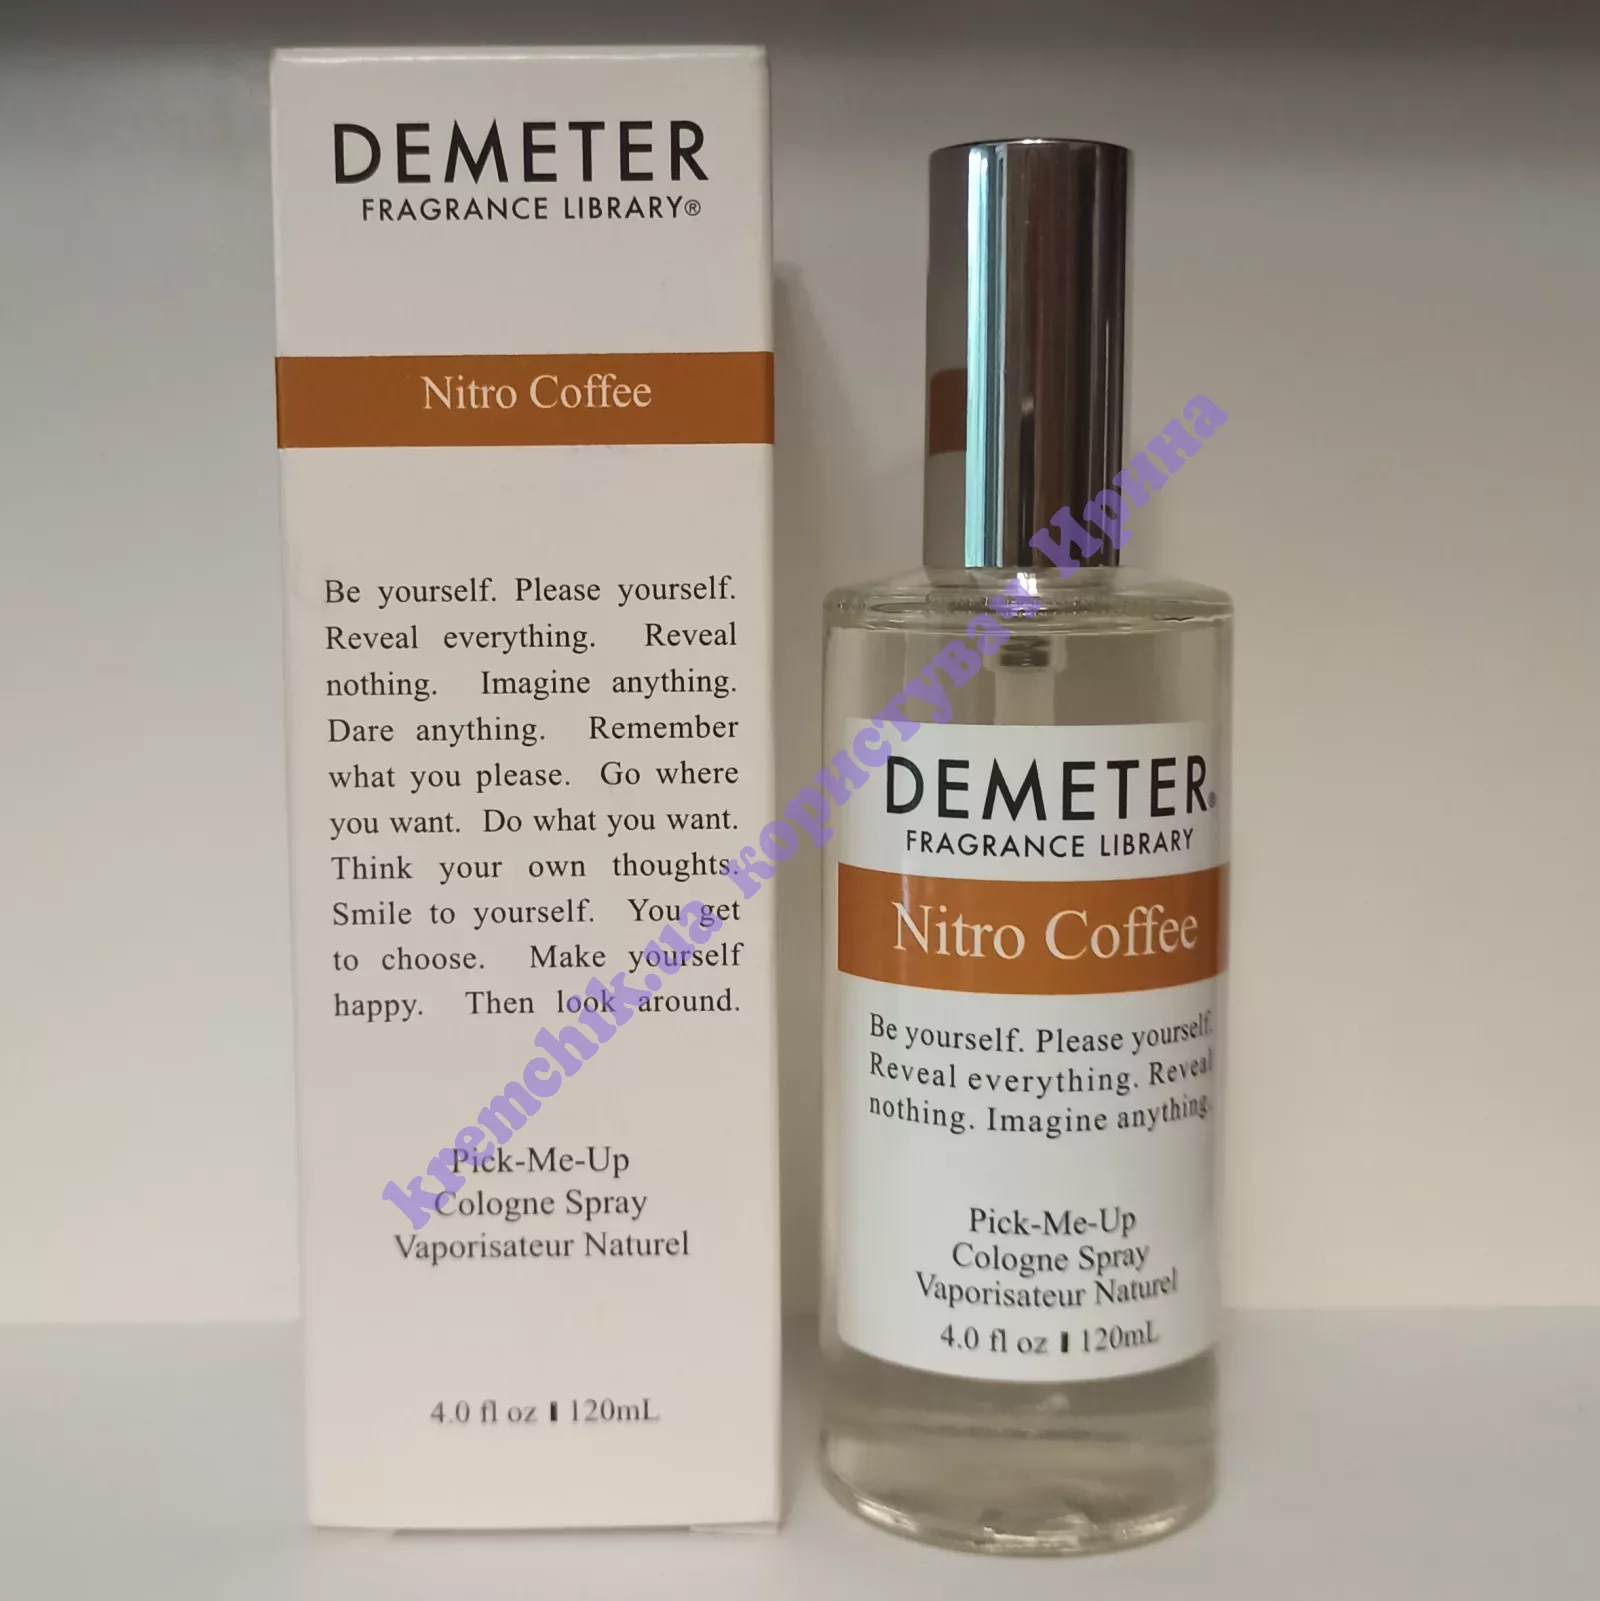 DEMETER
FRAGRANCE LIBRARY®
Nitro Coffee
Be yourself. Please yourself.
Reveal everything. Reveal
nothing. Imagine anything.
Dare anything. Remember
what you please. Go where
you want. Do what you want.
Think your own thoughts.
Smile to yourself. You get
to choose. Make yourself
happy. Then look around.
Pick-Me-Up
Cologne Spray
Vaporisateur Naturel
4.0 fl oz ▮ 120mL
DEMETER®
FRAGRANCE LIBRARY
Nitro Coffee
Be yourself. Please yourself.
Reveal everything. Reveal
nothing. Imagine anything.
Pick-Me-Up
Cologne Spray
Vaporisateur Naturel
4.0 fl oz ▮ 120mL
kremchik.ua користувач Ирина